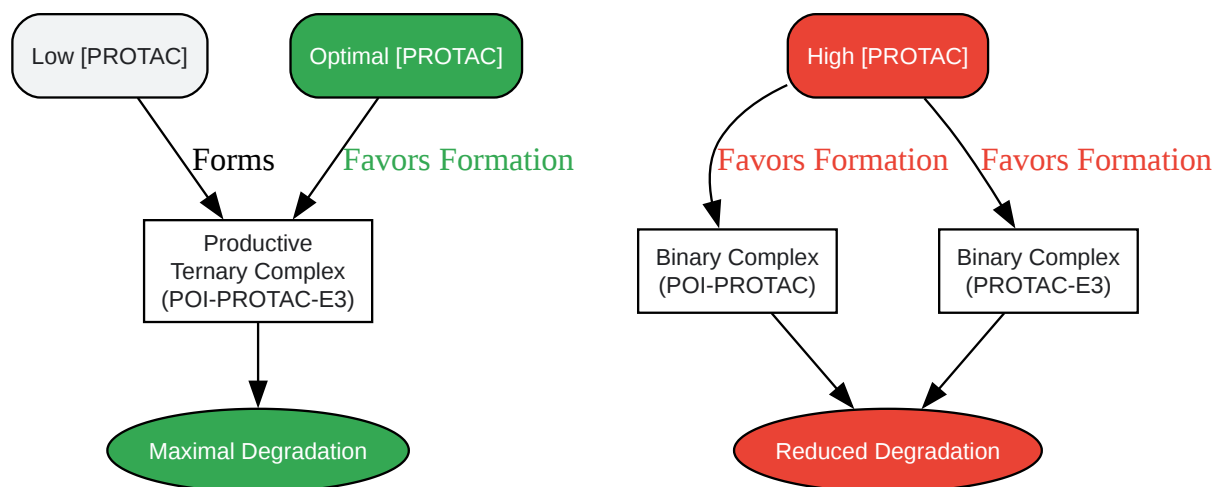 Low [PROTAC]
Optimal [PROTAC]
High [PROTAC]
Forms
Favors Formation
Favors Formation
Favors Formation
Productive
Ternary Complex
(POI-PROTAC-E3)
Binary Complex
(POI-PROTAC)
Binary Complex
(PROTAC-E3)
Maximal Degradation
Reduced Degradation